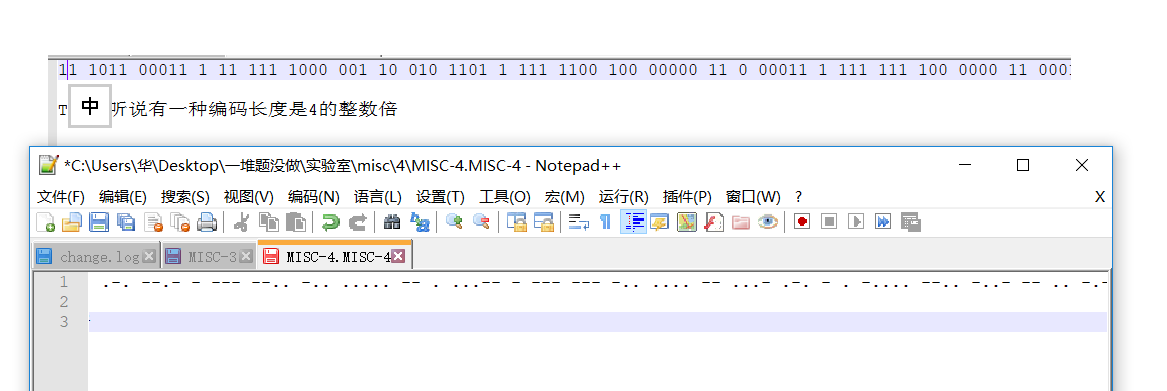 11 1011 00011 1 11 111 1000 001 10 010 1101 1 111 1100 100 00000 11 0 00011 1 111 111 100 0000 11 000
T 中 听说有一种编码长度是4的整数倍
*C:\Users\华\Desktop\一堆题没做\实验室\misc\4\MISC-4.MISC-4 - Notepad++
文件(F) 编辑(E) 搜索(S) 视图(V) 编码(N) 语言(L) 设置(T) 工具(O) 宏(M) 运行(R) 插件(P) 窗口(W) ? X
change.log MISC-3 MISC-4.MISC-4
1 .-. --.- - --- --.. -.. ..... -- . ...-- - --- --- -.. .... -- ...- .-. - . -.... --.. -..- -- .. -.-
2
3